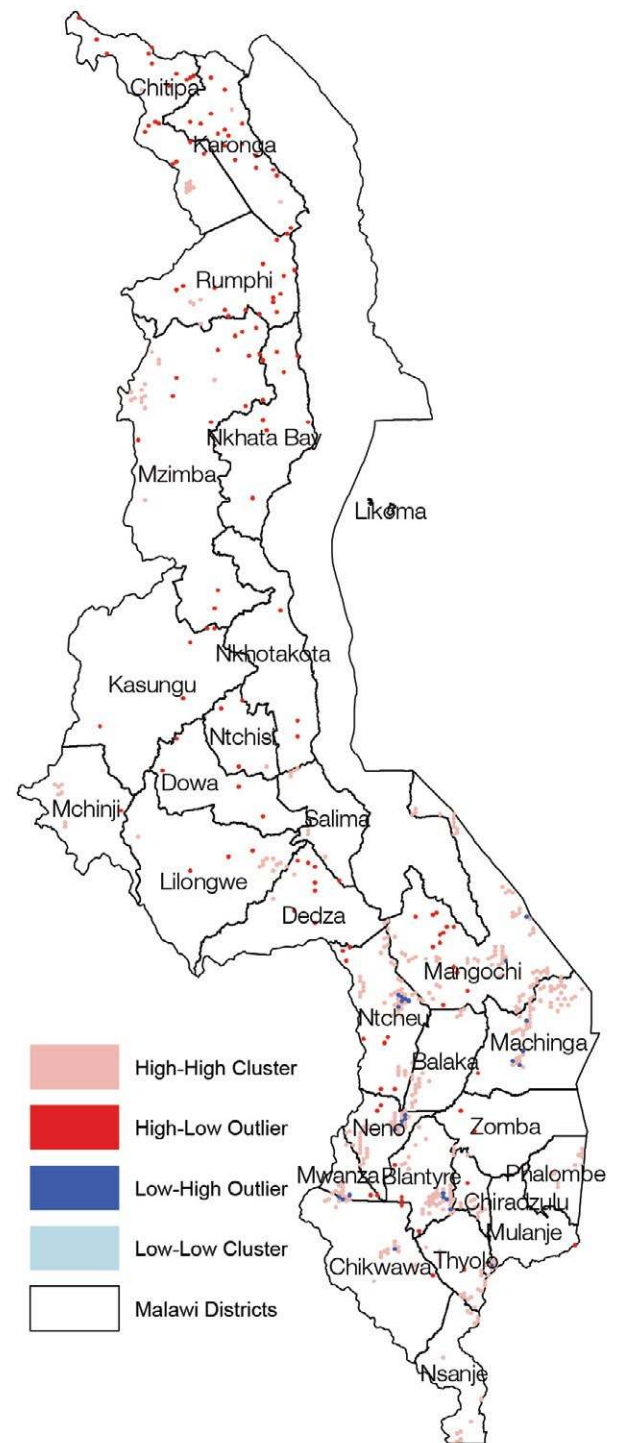 Chitipa
Karonga
Rumphi
Nkhata Bay
Mzimba
Likoma
Nkhotakota
Kasungu
Ntchisi
Dowa
Mchinji
Salima
Lilongwe
Dedza
Mangochi
Ntcheu
Machinga
Balaka
Neno
Zomba
Mwanza
Blantyre
Phalombe
Chiradzulu
Mulanje
Chikwawa
Thyolo
Nsanje
High-High Cluster
High-Low Outlier
Low-High Outlier
Low-Low Cluster
Malawi Districts